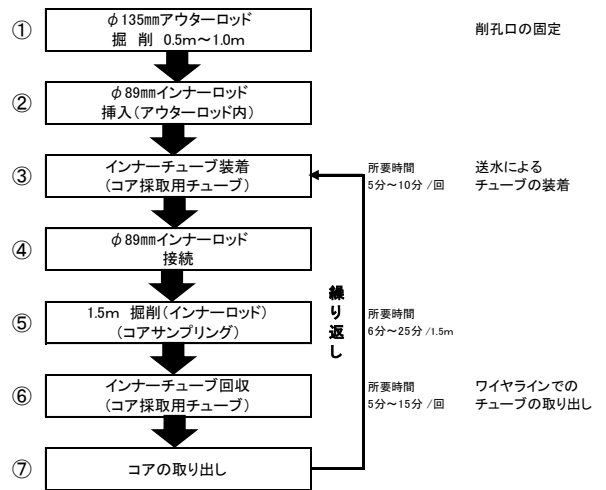 ①
φ135㎜アウターロッド
掘 削 0.5m～1.0m
削孔口の固定
②
φ89㎜インナーロッド
挿入(アウターロッド内)
③
インナーチューブ装着
(コア採取用チューブ)
所要時間
5分～10分 /回
送水による
チューブの装着
④
φ89㎜インナーロッド
接続
繰り返し
⑤
1.5m 掘削(インナーロッド)
(コアサンプリング)
所要時間
6分～25分 /1.5m
⑥
インナーチューブ回収
(コア採取用チューブ)
所要時間
5分～15分 /回
ワイヤラインでの
チューブの取り出し
⑦
コアの取り出し